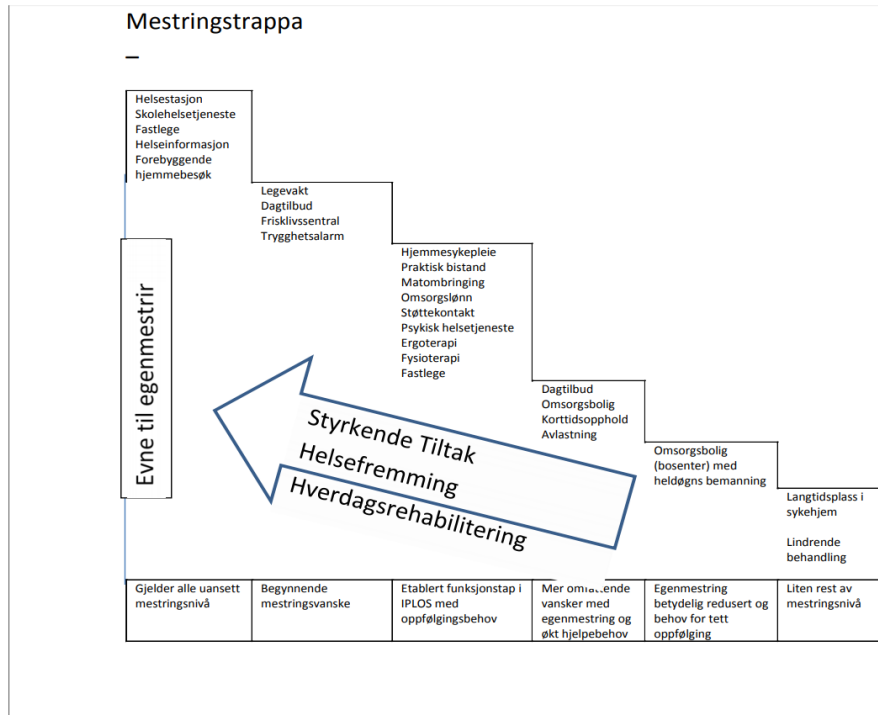 Mestringstrappa
–
Helsestasjon
Skolehelsetjeneste
Fastlege
Helseinformasjon
Forebyggende
hjemmebesøk
Legevakt
Dagtilbud
Frisklivssentral
Trygghetsalarm
Hjemmesykepleie
Praktisk bistand
Matombringing
Omsorgslønn
Støttekontakt
Psykisk helsetjeneste
Ergoterapi
Fysioterapi
Fastlege
Dagtilbud
Omsorgsbolig
Korttidsopphold
Avlastning
Omsorgsbolig
(bosenter) med
heldøgns bemanning
Langtidsplass i
sykehjem
Lindrende
behandling
Evne til egenmestrir
Styrkende Tiltak
Helsefremming
Hverdagsrehabilitering
Gjelder alle uansett
mestringsnivå
Begynnende
mestringsvanske
Etablert funksjonstap i
IPLOS med
oppfølgingsbehov
Mer omfattende
vansker med
egenmestring og
økt hjelpebehov
Egenmestring
betydelig redusert og
behov for tett
oppfølging
Liten rest av
mestringsnivå